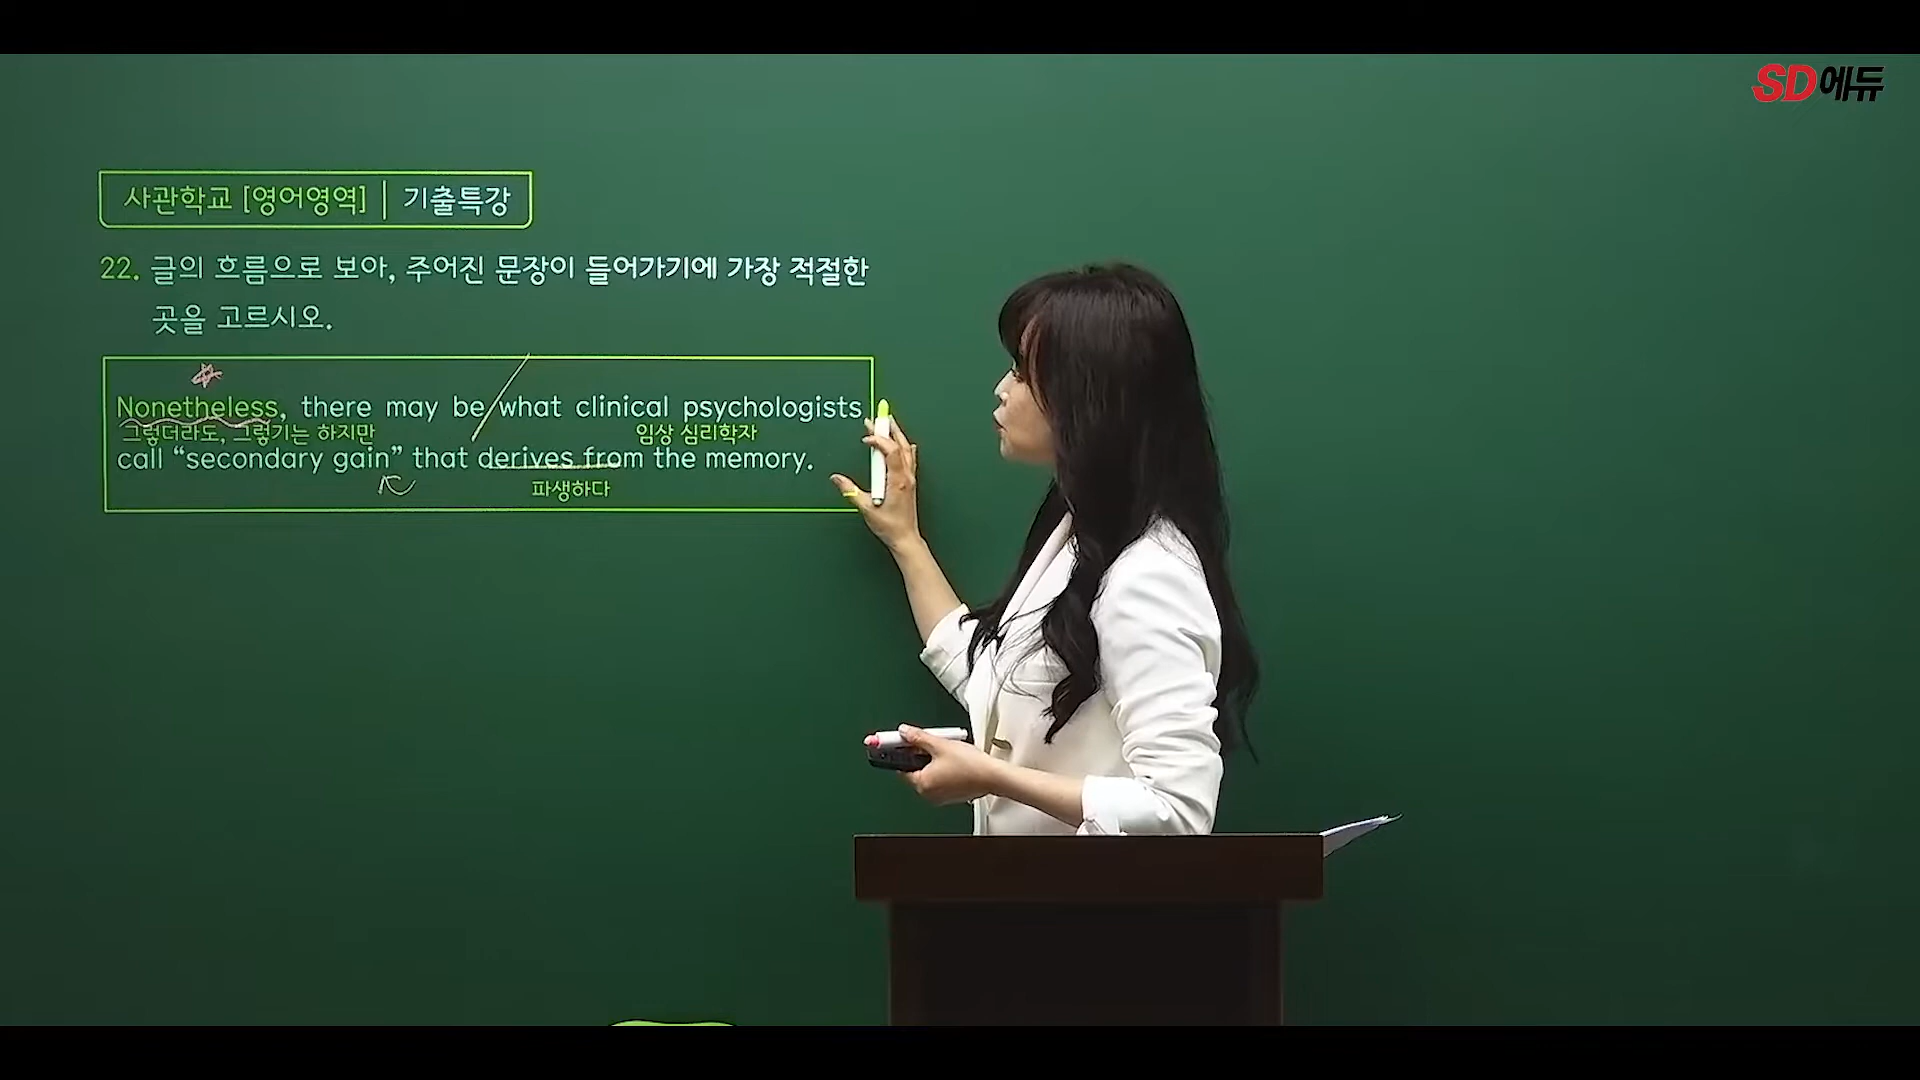 SD에듀
사관학교 [영어영역] | 기출특강
22. 글의 흐름으로 보아, 주어진 문장이 들어가기에 가장 적절한
곳을 고르시오.
Nonetheless, there may be what clinical psychologists
그렇더라도, 그렇기는 하지만 임상 심리학자
call “secondary gain” that derives from the memory.
파생하다